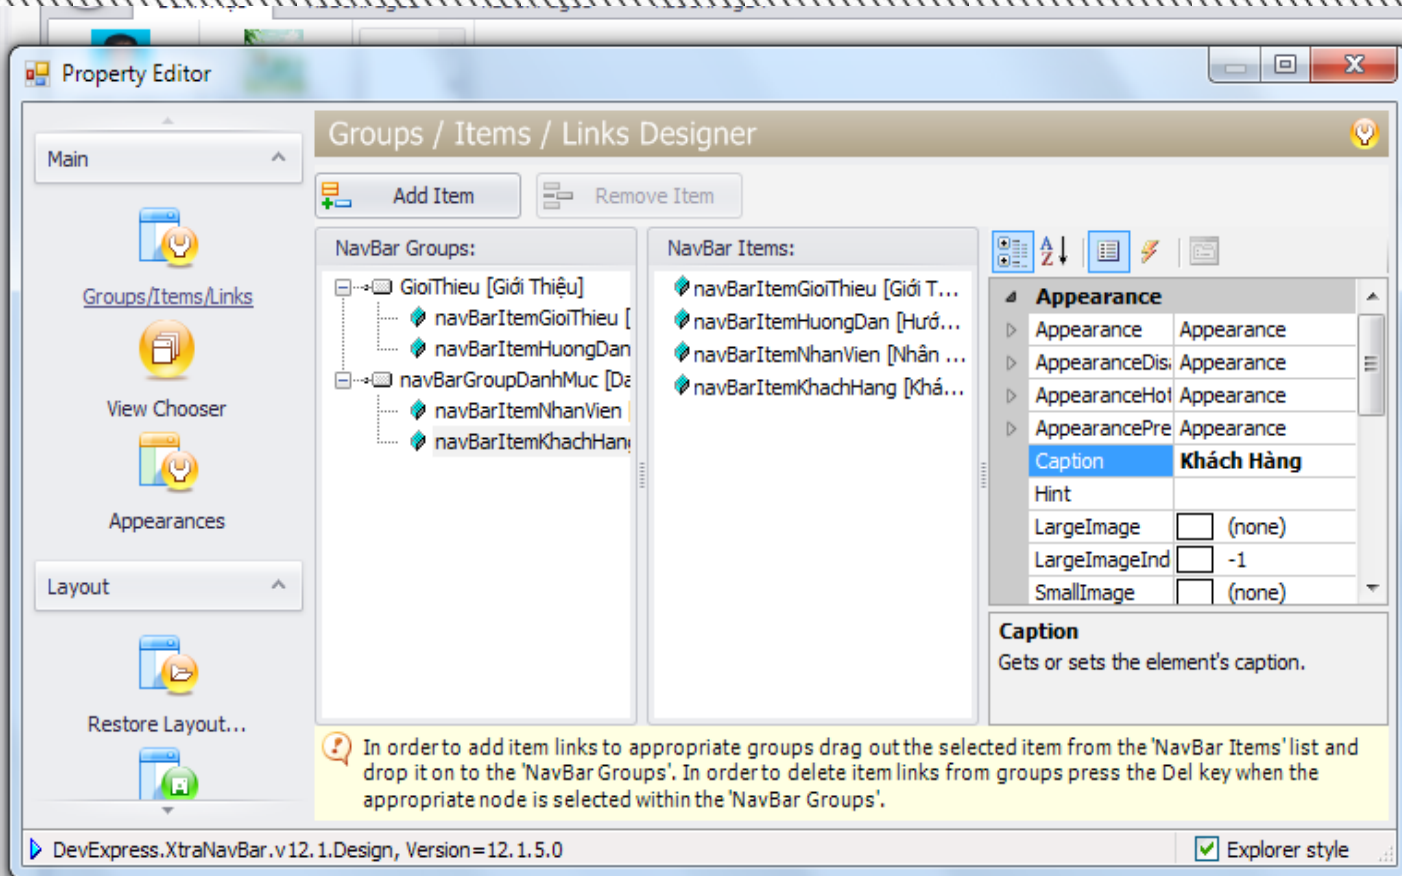 Property Editor
Groups / Items / Links Designer
Main
Add Item
Remove Item
Groups/Items/Links
View Chooser
Appearances
Layout
Restore Layout...
NavBar Groups:
GioiThieu [Giới Thiệu]
navBarItemGioiThieu [
navBarItemHuongDan
navBarGroupDanhMuc [Da
navBarItemNhanVien [
navBarItemKhachHang
NavBar Items:
navBarItemGioiThieu [Giới T...
navBarItemHuongDan [Hướ...
navBarItemNhanVien [Nhân ...
navBarItemKhachHang [Khá...
Appearance
Appearance Appearance
AppearanceDisa Appearance
AppearanceHot Appearance
AppearancePre Appearance
Caption Khách Hàng
Hint
LargeImage (none)
LargeImageInd -1
SmallImage (none)
Caption
Gets or sets the element's caption.
In order to add item links to appropriate groups drag out the selected item from the 'NavBar Items' list and
drop it on to the 'NavBar Groups'. In order to delete item links from groups press the Del key when the
appropriate node is selected within the 'NavBar Groups'.
DevExpress.XtraNavBar.v12.1.Design, Version=12.1.5.0
Explorer style